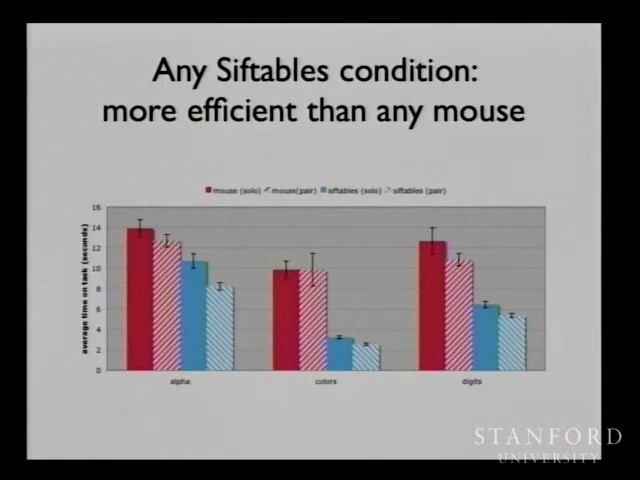 Any Siftables condition:
more efficient than any mouse
mouse (solo) mouse(pair) siftables (solo) siftables (pair)
average time on task (seconds)
16
14
12
10
8
6
4
2
0
alpha colors digits
STANFORD
UNIVERSITY